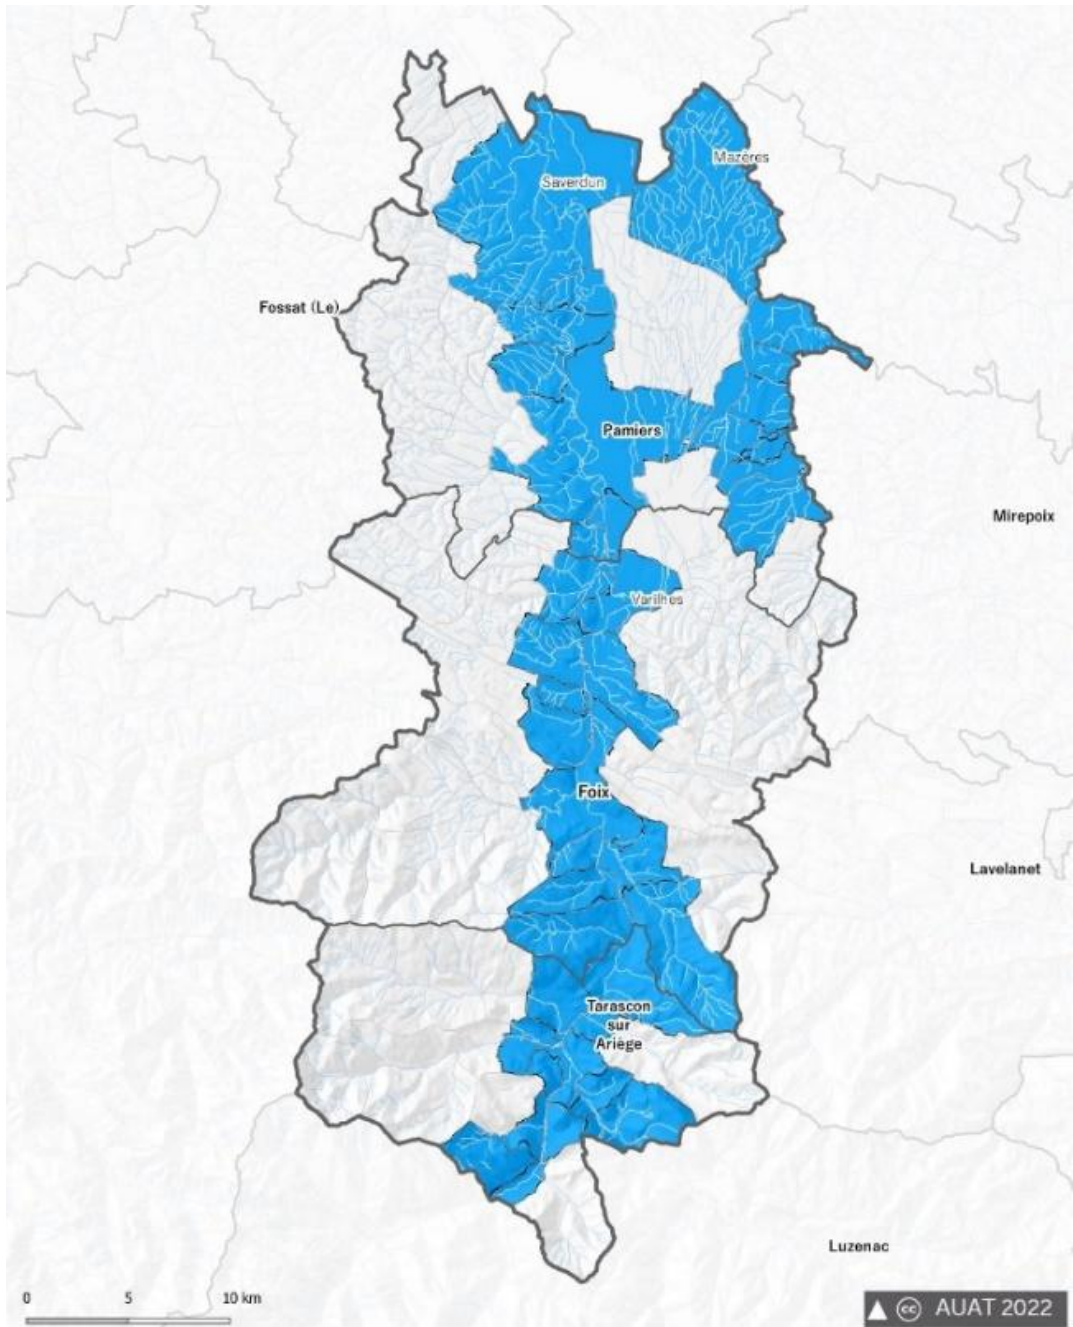 Mazères
Saverdun
Fossat (Le)
Pamiers
Mirepoix
Varilhes
Foix
Lavelanet
Tarascon
sur
Ariège
Luzenac
0 5 10 km
cc AUAT 2022